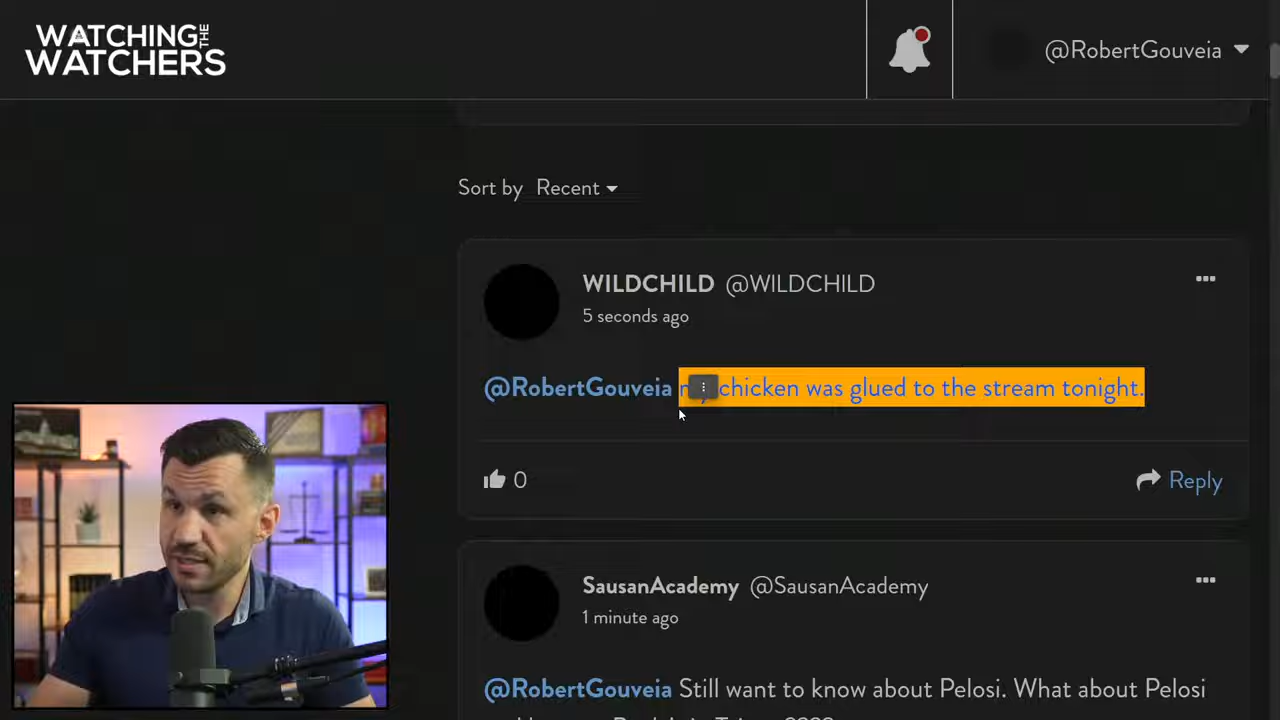 WATCHING THE
WATCHERS
@RobertGouveia
Sort by Recent
WILDCHILD @WILDCHILD
5 seconds ago
@RobertGouveia chicken was glued to the stream tonight.
0
Reply
SausanAcademy @SausanAcademy
1 minute ago
@RobertGouveia Still want to know about Pelosi. What about Pelosi